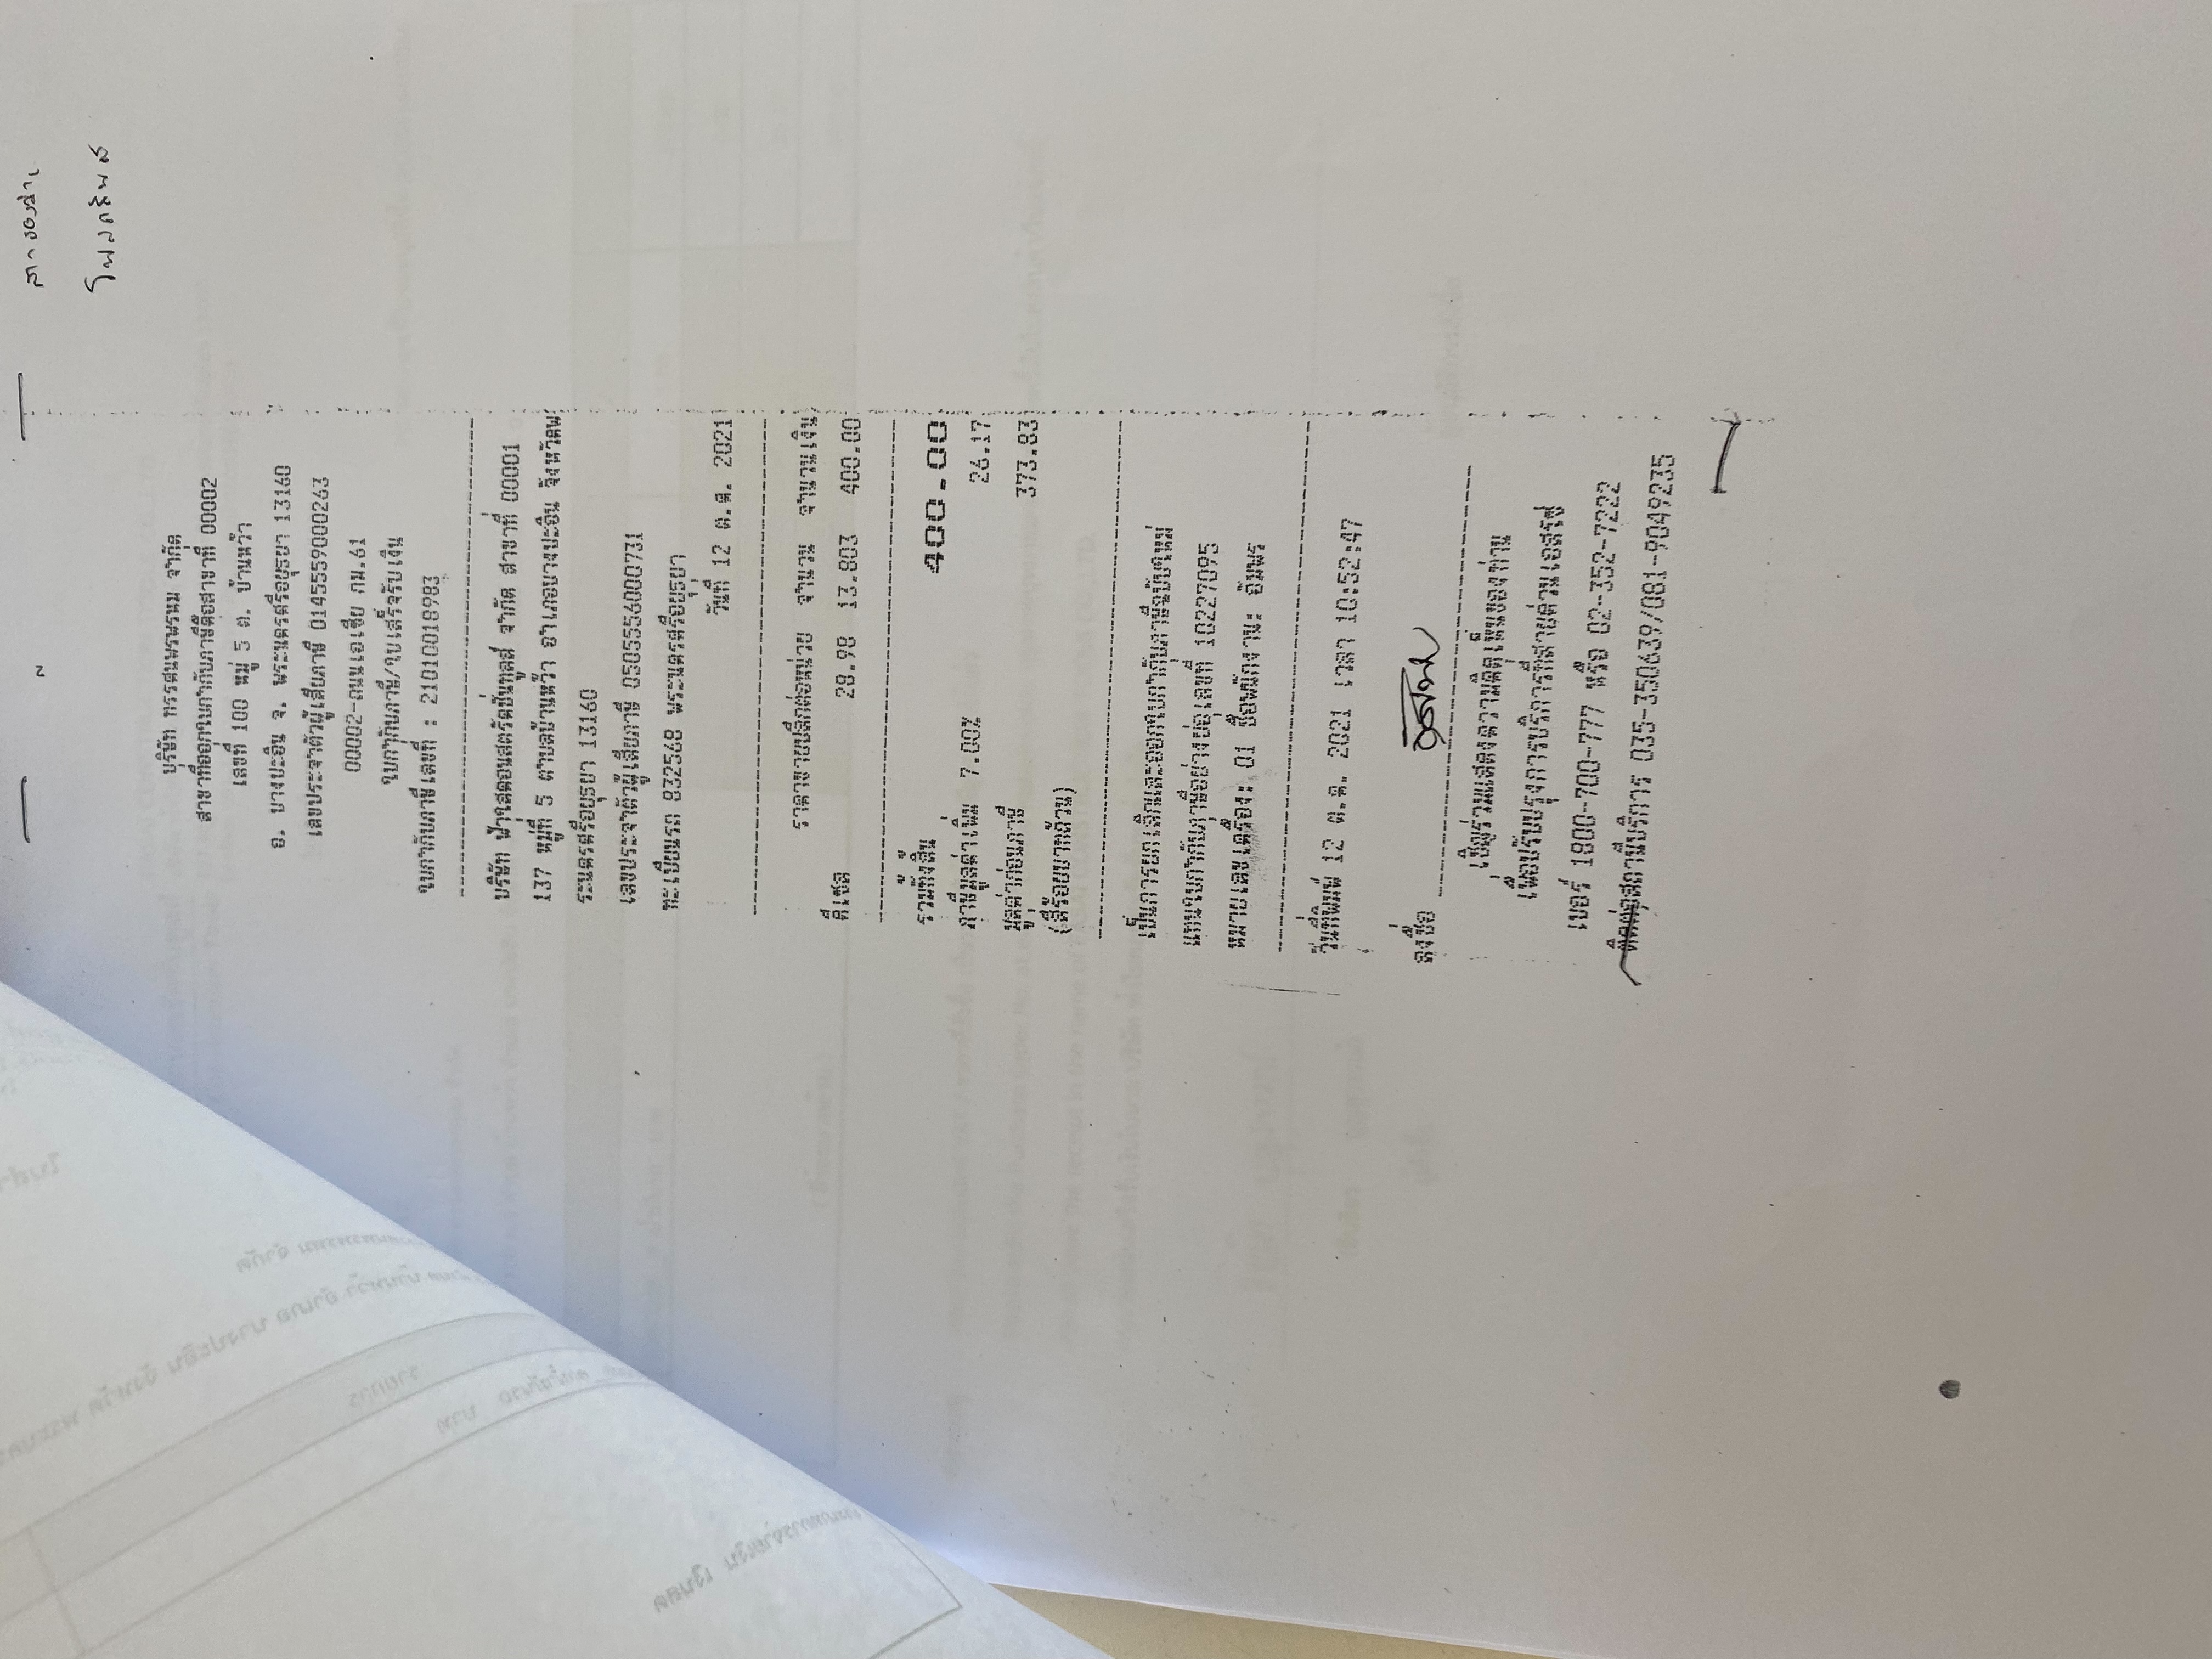 บริษัท ทรรศนพรพรหม จำกัด
สาขาที่ออกใบกำกับภาษีคือสาขาที่ 00002
เลขที่ 100 หมู่ 5 ต. บ้านหว้า
อ. บางปะอิน จ. พระนครศรีอยุธยา 13160
เลขประจำตัวผู้เสียภาษี 0145559000263
00002-ถนนเอเซีย กม.61
ใบกำกับภาษี/ใบเสร็จรับเงิน
ใบกำกับภาษีเลขที่ : 21010018983
บริษัท ฟ้าใสคอนสตรัคชั่นทูลส์ จำกัด สาขาที่ 00001
137 หมู่ที่ 5 ตำบลบ้านหว้า อำเภอบางปะอิน จังหวัดพ
ระนครศรีอยุธยา 13160
เลขประจำตัวผู้เสียภาษี 0505556000731
ทะเบียนรถ 832568 พระนครศรีอยุธยา
วันที่ 12 ต.ค. 2021
ราคาขายปลีกต่อหน่วย จำนวน จำนวนเงิน
ดีเซล 28.98 13.803 400.00
รวมทั้งสิ้น 400.00
ภาษีมูลค่าเพิ่ม 7.00% 26.17
มูลค่าก่อนภาษี 373.83
(สี่ร้อยบาทถ้วน)
เป็นการยกเลิกและออกใบกำกับภาษีฉบับใหม่
แทนใบกำกับภาษีอย่างย่อเลขที่ 10227095
หมายเลขเครื่อง: 01 ชื่อพนักงาน: อัมพร
วันที่พิมพ์ 12 ต.ค. 2021 เวลา 10:52:47
ลงชื่อ
เชิญร่วมแสดงความคิดเห็นของท่าน
เพื่อปรับปรุงการบริการที่สายด่วนเอสโซ่
เบอร์ 1800-700-777 หรือ 02-352-7222
ติดต่อสถานีบริการ 035-350639/081-9049235